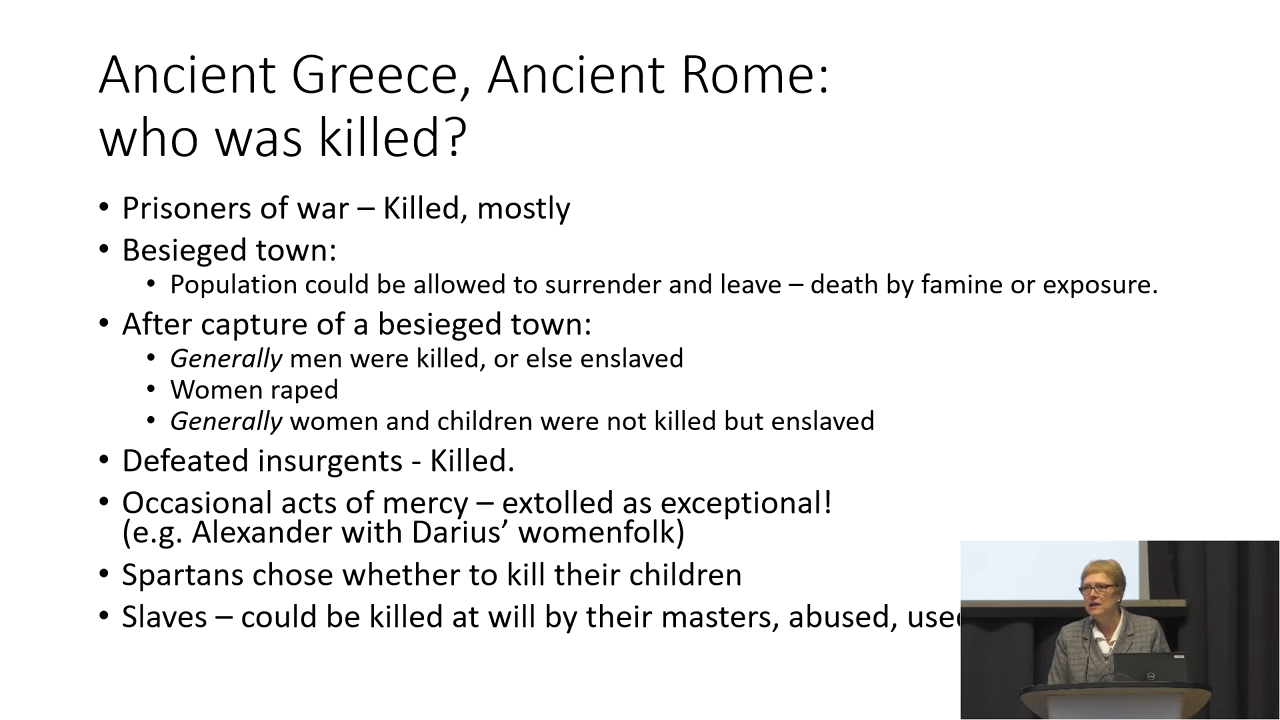 Ancient Greece, Ancient Rome:
who was killed?
• Prisoners of war – Killed, mostly
• Besieged town:
• Population could be allowed to surrender and leave – death by famine or exposure.
• After capture of a besieged town:
• Generally men were killed, or else enslaved
• Women raped
• Generally women and children were not killed but enslaved
• Defeated insurgents - Killed.
• Occasional acts of mercy – extolled as exceptional!
(e.g. Alexander with Darius’ womenfolk)
• Spartans chose whether to kill their children
• Slaves – could be killed at will by their masters, abused,